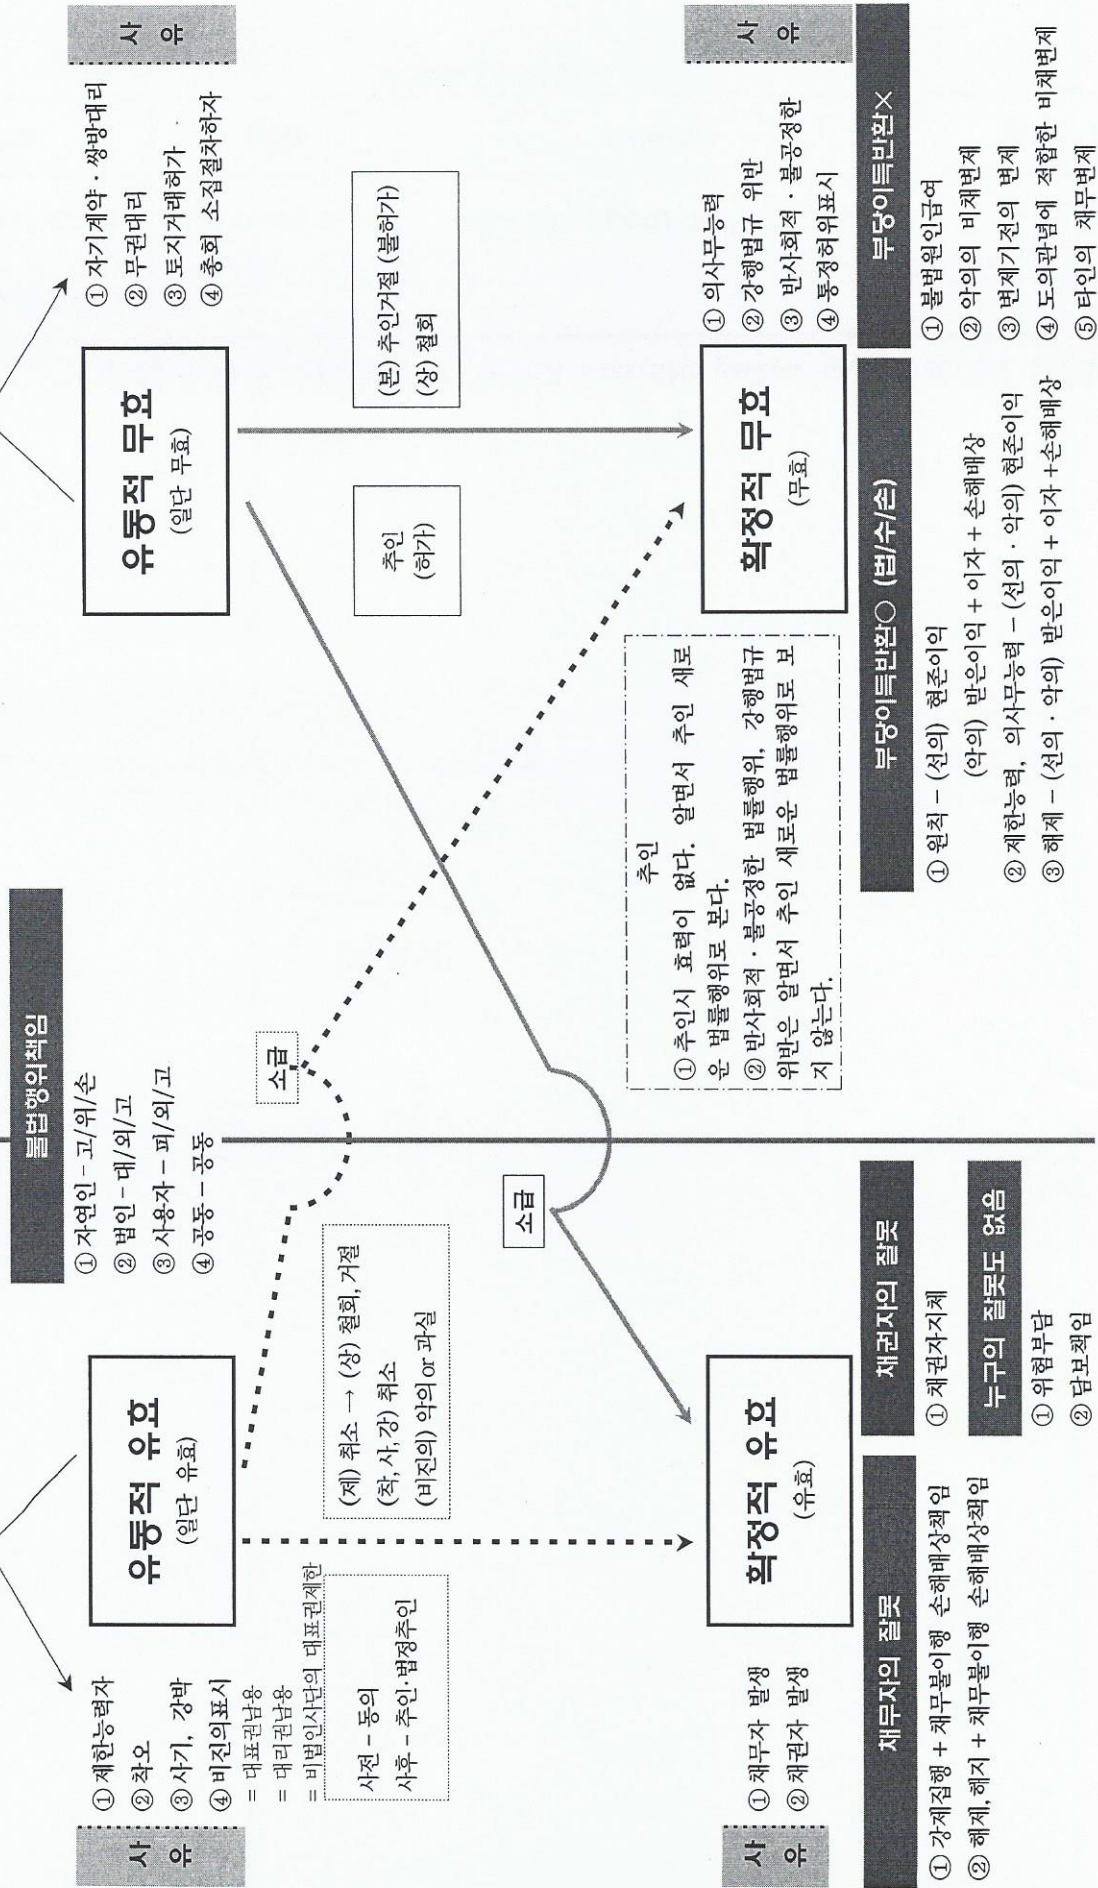 불법행위책임
① 자연인 - 고/위/손
② 법인 - 대/외/고
③ 사용자 - 피/외/고
④ 공동 - 공동
사유
① 제한능력자
② 착오
③ 사기, 강박
④ 비진의표시
= 대표권남용
= 대리권남용
= 비법인사단의 대표권제한
유동적 유효
(일단 유효)
사전 - 동의
사후 - 추인·법정추인
(제) 취소 → (상) 철회, 거절
(착,사,강) 취소
(비진의) 악의 or 과실
소급
소급
유동적 무효
(일단 무효)
① 자기계약 · 쌍방대리
② 무권대리
③ 토지거래허가
④ 총회 소집절차하자
사유
추인
(허가)
(본) 추인거절 (불허가)
(상) 철회
추인
① 추인시 효력이 없다. 알면서 추인 새로
운 법률행위로 본다.
② 반사회적 · 불공정한 법률행위, 강행법규
위반은 알면서 추인 새로운 법률행위로 보
지 않는다.
사유
① 채무자 발생
② 채권자 발생
확정적 유효
(유효)
확정적 무효
(무효)
① 의사무능력
② 강행법규 위반
③ 반사회적 · 불공정한
④ 통정허위표시
사유
채무자의 잘못
① 강제집행 + 채무불이행 손해배상책임
② 해제,해지 + 채무불이행 손해배상책임
채권자의 잘못
① 채권자지체
누구의 잘못도 없음
① 위험부담
② 담보책임
부당이득반환○ (법/수/손)
① 원칙 - (선의) 현존이익
(악의) 받은이익 + 이자 + 손해배상
② 제한능력, 의사무능력 - (선의 · 악의) 현존이익
③ 해제 - (선의 · 악의) 받은이익 + 이자 +손해배상
부당이득반환×
① 불법원인급여
② 악의의 비채변제
③ 변제기전의 변제
④ 도의관념에 적합한 비채변제
⑤ 타인의 채무변제